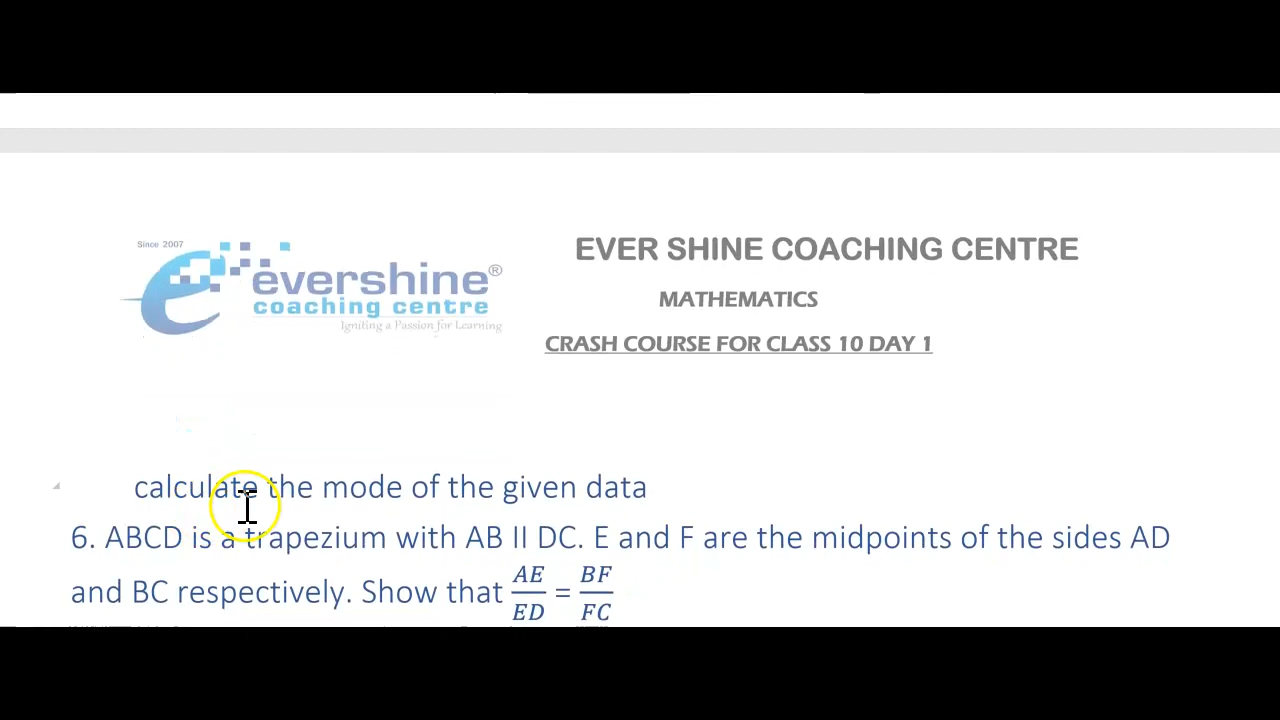 Since 2007
évershine®
coaching centre
Igniting a Passion for Learning
EVER SHINE COACHING CENTRE
MATHEMATICS
CRASH COURSE FOR CLASS 10 DAY 1
calculate the mode of the given data
6. ABCD is a trapezium with AB II DC. E and F are the midpoints of the sides AD
and BC respectively. Show that AE/ED = BF/FC